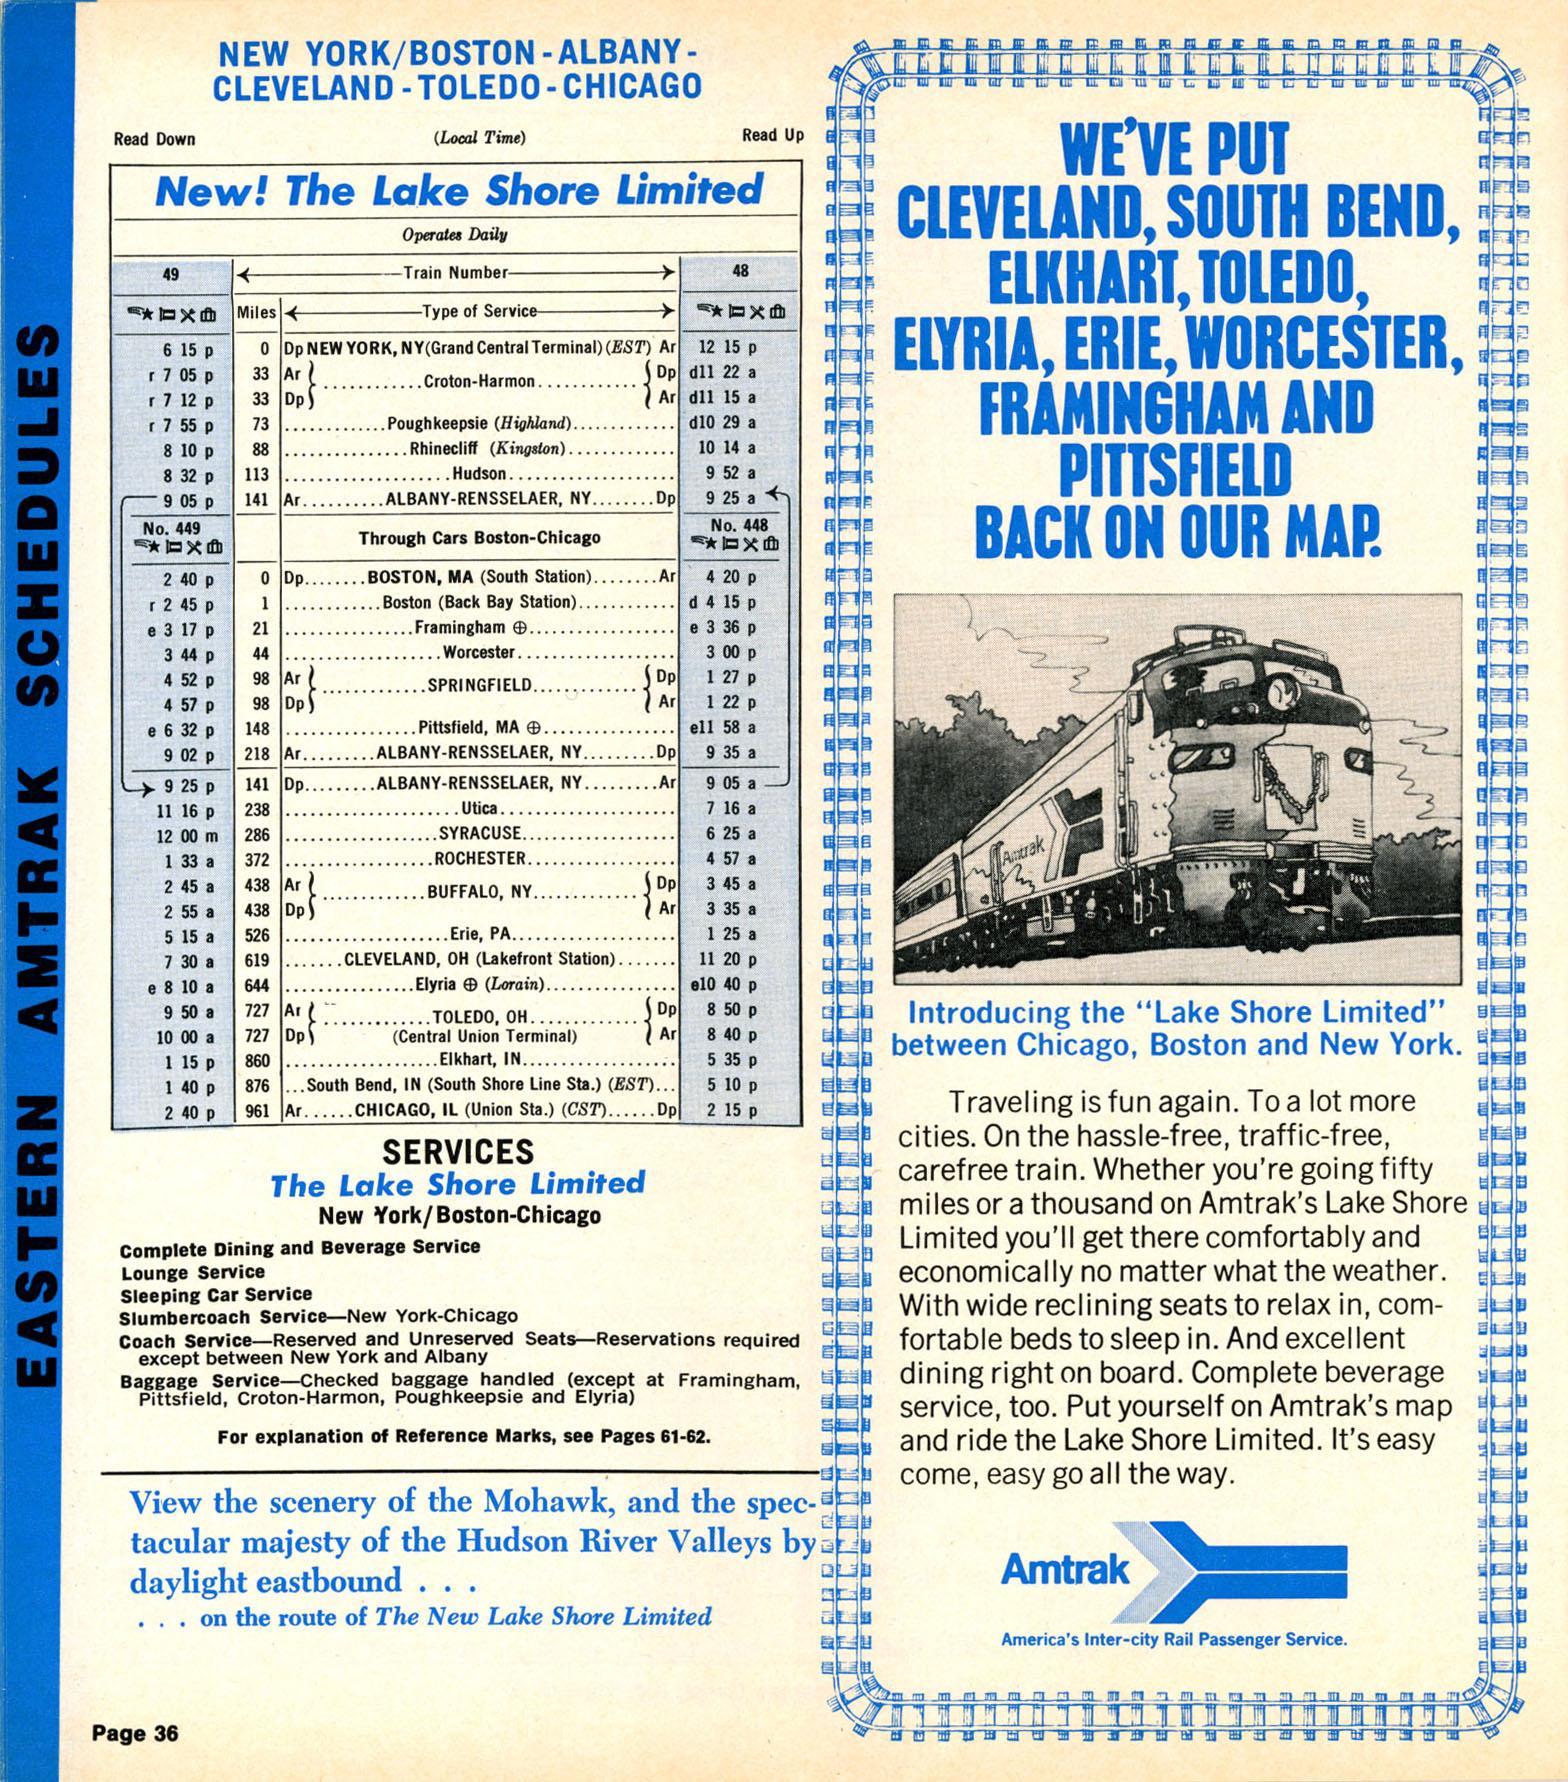 EASTERN AMTRAK SCHEDULES
NEW YORK/BOSTON - ALBANY -
CLEVELAND - TOLEDO - CHICAGO
Read Down (Local Time) Read Up
New! The Lake Shore Limited
Operates Daily
49 Train Number 48
Miles Type of Service
6 15 p 0 Dp NEW YORK, NY (Grand Central Terminal) (EST) Ar 12 15 p
r 7 05 p 33 Ar Croton-Harmon Dp d11 22 a
r 7 12 p 33 Dp Ar d11 15 a
r 7 55 p 73 Poughkeepsie (Highland) d10 29 a
8 10 p 88 Rhinecliff (Kingston) 10 14 a
8 32 p 113 Hudson 9 52 a
9 05 p 141 Ar ALBANY-RENSSELAER, NY Dp 9 25 a
No. 449 Through Cars Boston-Chicago No. 448
2 40 p 0 Dp BOSTON, MA (South Station) Ar 4 20 p
r 2 45 p 1 Boston (Back Bay Station) d 4 15 p
e 3 17 p 21 Framingham ⊕ e 3 36 p
3 44 p 44 Worcester 3 00 p
4 52 p 98 Ar SPRINGFIELD Dp 1 27 p
4 57 p 98 Dp Ar 1 22 p
e 6 32 p 148 Pittsfield, MA ⊕ e11 58 a
9 02 p 218 Ar ALBANY-RENSSELAER, NY Dp 9 35 a
9 25 p 141 Dp ALBANY-RENSSELAER, NY Ar 9 05 a
11 16 p 238 Utica 7 16 a
12 00 m 286 SYRACUSE 6 25 a
1 33 a 372 ROCHESTER 4 57 a
2 45 a 438 Ar BUFFALO, NY Dp 3 45 a
2 55 a 438 Dp Ar 3 35 a
5 15 a 526 Erie, PA 1 25 a
7 30 a 619 CLEVELAND, OH (Lakefront Station) 11 20 p
e 8 10 a 644 Elyria ⊕ (Lorain) e10 40 p
9 50 a 727 Ar TOLEDO, OH Dp 8 50 p
10 00 a 727 Dp (Central Union Terminal) Ar 8 40 p
1 15 p 860 Elkhart, IN 5 35 p
1 40 p 876 South Bend, IN (South Shore Line Sta.) (EST) 5 10 p
2 40 p 961 Ar CHICAGO, IL (Union Sta.) (CST) Dp 2 15 p
SERVICES
The Lake Shore Limited
New York/Boston-Chicago
Complete Dining and Beverage Service
Lounge Service
Sleeping Car Service
Slumbercoach Service—New York-Chicago
Coach Service—Reserved and Unreserved Seats—Reservations required
except between New York and Albany
Baggage Service—Checked baggage handled (except at Framingham,
Pittsfield, Croton-Harmon, Poughkeepsie and Elyria)
For explanation of Reference Marks, see Pages 61-62.
View the scenery of the Mohawk, and the spec-
tacular majesty of the Hudson River Valleys by
daylight eastbound . . .
. . . on the route of The New Lake Shore Limited
Page 36
WE'VE PUT
CLEVELAND, SOUTH BEND,
ELKHART, TOLEDO,
ELYRIA, ERIE, WORCESTER,
FRAMINGHAM AND
PITTSFIELD
BACK ON OUR MAP.
Amtrak
Introducing the "Lake Shore Limited"
between Chicago, Boston and New York.
Traveling is fun again. To a lot more
cities. On the hassle-free, traffic-free,
carefree train. Whether you're going fifty
miles or a thousand on Amtrak's Lake Shore
Limited you'll get there comfortably and
economically no matter what the weather.
With wide reclining seats to relax in, com-
fortable beds to sleep in. And excellent
dining right on board. Complete beverage
service, too. Put yourself on Amtrak's map
and ride the Lake Shore Limited. It's easy
come, easy go all the way.
Amtrak
America's Inter-city Rail Passenger Service.